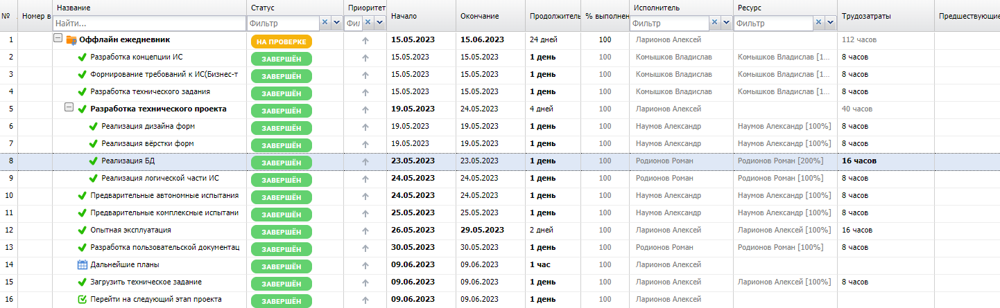 № Номер в Название Статус Приоритет Начало Окончание Продолжитель % выполнен Исполнитель Ресурс Трудозатраты Предшествующие
Найти... Фильтр Фил Фильтр Фильтр
1 Оффлайн ежедневник НА ПРОВЕРКЕ 15.05.2023 15.06.2023 24 дней 100 Ларионов Алексей 112 часов
2 Разработка концепции ИС ЗАВЕРШЁН 15.05.2023 15.05.2023 1 день 100 Комышков Владислав Комышков Владислав [1... 8 часов
3 Формирование требований к ИС(Бизнес-т ЗАВЕРШЁН 15.05.2023 15.05.2023 1 день 100 Комышков Владислав Комышков Владислав [1... 8 часов
4 Разработка технического задания ЗАВЕРШЁН 15.05.2023 15.05.2023 1 день 100 Комышков Владислав Комышков Владислав [1... 8 часов
5 Разработка технического проекта ЗАВЕРШЁН 19.05.2023 24.05.2023 4 дней 100 Ларионов Алексей 40 часов
6 Реализация дизайна форм ЗАВЕРШЁН 19.05.2023 19.05.2023 1 день 100 Наумов Александр Наумов Александр [100%] 8 часов
7 Реализация вёрстки форм ЗАВЕРШЁН 19.05.2023 19.05.2023 1 день 100 Наумов Александр Наумов Александр [100%] 8 часов
8 Реализация БД ЗАВЕРШЁН 23.05.2023 23.05.2023 1 день 100 Родионов Роман Родионов Роман [200%] 16 часов
9 Реализация логической части ИС ЗАВЕРШЁН 24.05.2023 24.05.2023 1 день 100 Родионов Роман Родионов Роман [100%] 8 часов
10 Предварительные автономные испытания ЗАВЕРШЁН 24.05.2023 24.05.2023 1 день 100 Наумов Александр Наумов Александр [100%] 8 часов
11 Предварительные комплексные испытани ЗАВЕРШЁН 25.05.2023 25.05.2023 1 день 100 Наумов Александр Наумов Александр [100%] 8 часов
12 Опытная эксплуатация ЗАВЕРШЁН 26.05.2023 29.05.2023 2 дней 100 Ларионов Алексей Ларионов Алексей [100%] 16 часов
13 Разработка пользовательской документац ЗАВЕРШЁН 30.05.2023 30.05.2023 1 день 100 Родионов Роман Родионов Роман [100%] 8 часов
14 Дальнейшие планы ЗАВЕРШЁН 09.06.2023 09.06.2023 1 час 100 Ларионов Алексей
15 Загрузить техническое задание ЗАВЕРШЁН 09.06.2023 09.06.2023 1 день 100 Ларионов Алексей Ларионов Алексей [100%] 8 часов
16 Перейти на следующий этап проекта ЗАВЕРШЁН 09.06.2023 09.06.2023 1 день 100 Ларионов Алексей